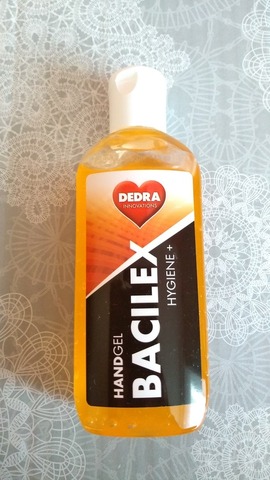 DEDRA
INNOVATIONS
HANDGEL
BACILEX
HYGIENE +